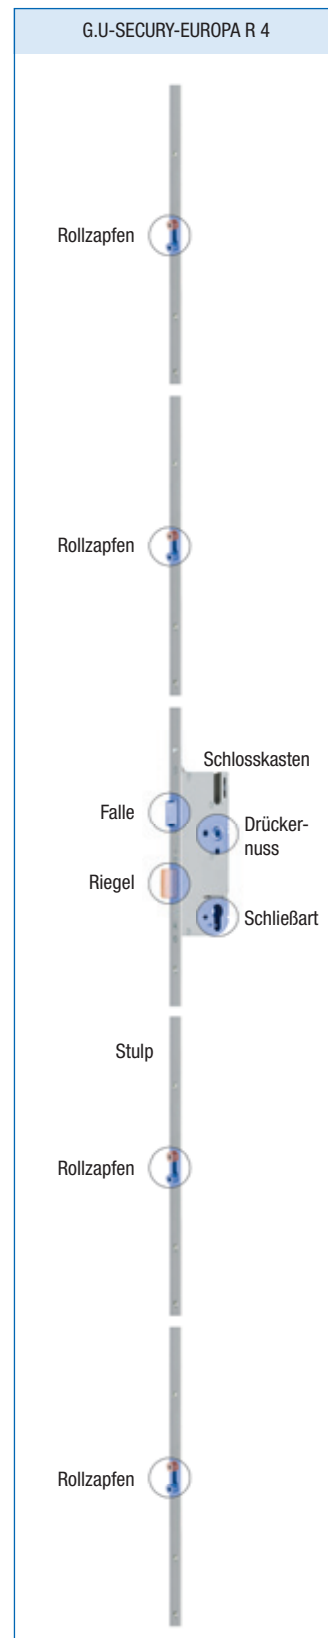 G.U-SECURY-EUROPA R 4
Rollzapfen
Rollzapfen
Schlosskasten
Falle
Drücker-
nuss
Riegel
Schließart
Stulp
Rollzapfen
Rollzapfen